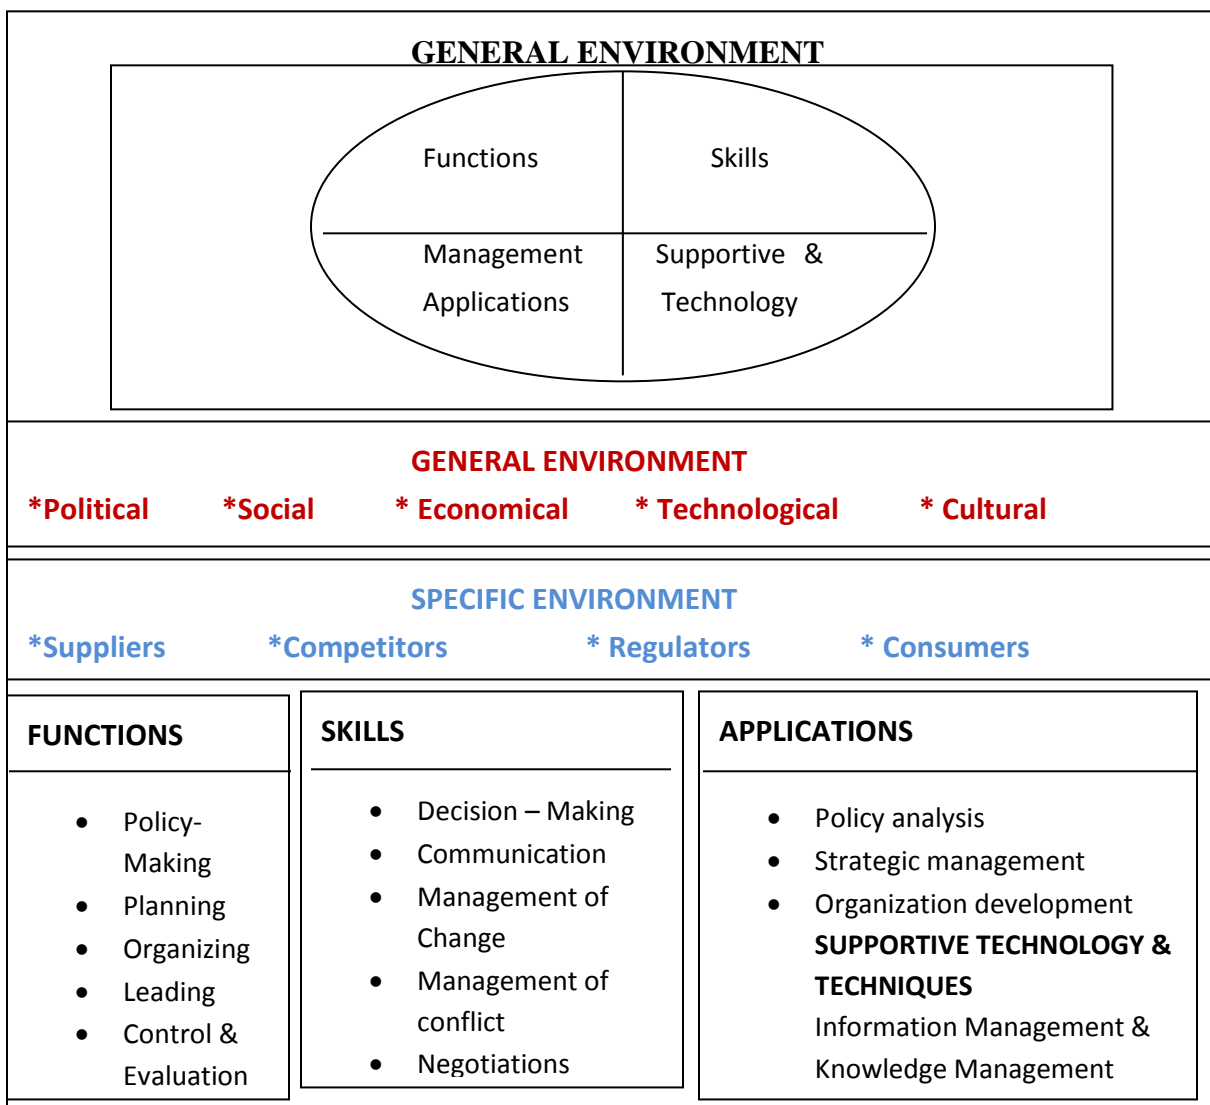 GENERAL ENVIRONMENT
Functions Skills
Management Supportive &
Applications Technology
GENERAL ENVIRONMENT
*Political *Social * Economical * Technological * Cultural
SPECIFIC ENVIRONMENT
*Suppliers *Competitors * Regulators * Consumers
FUNCTIONS
• Policy-
Making
• Planning
• Organizing
• Leading
• Control &
Evaluation
SKILLS
• Decision – Making
• Communication
• Management of
Change
• Management of
conflict
• Negotiations
APPLICATIONS
• Policy analysis
• Strategic management
• Organization development
SUPPORTIVE TECHNOLOGY &
TECHNIQUES
Information Management &
Knowledge Management